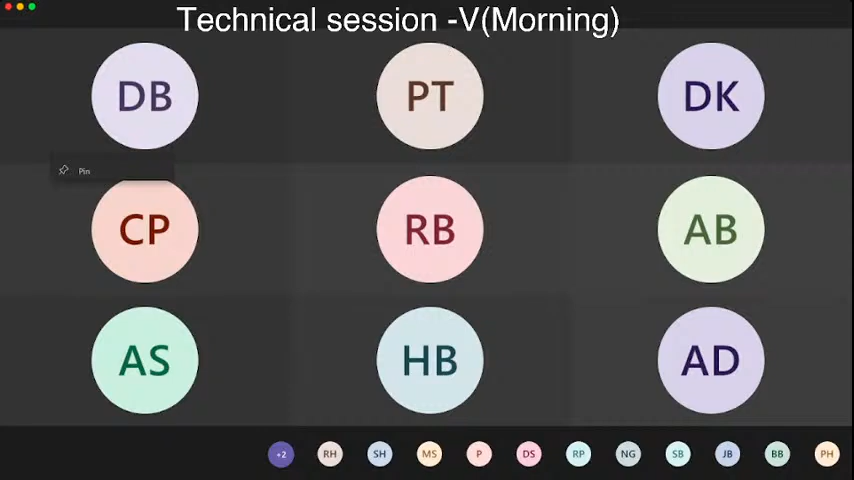 Technical session -V(Morning)
DB PT DK
Pin
CP RB AB
AS HB AD
+2 RH SH MS P DS RP NG SB JB BB PH